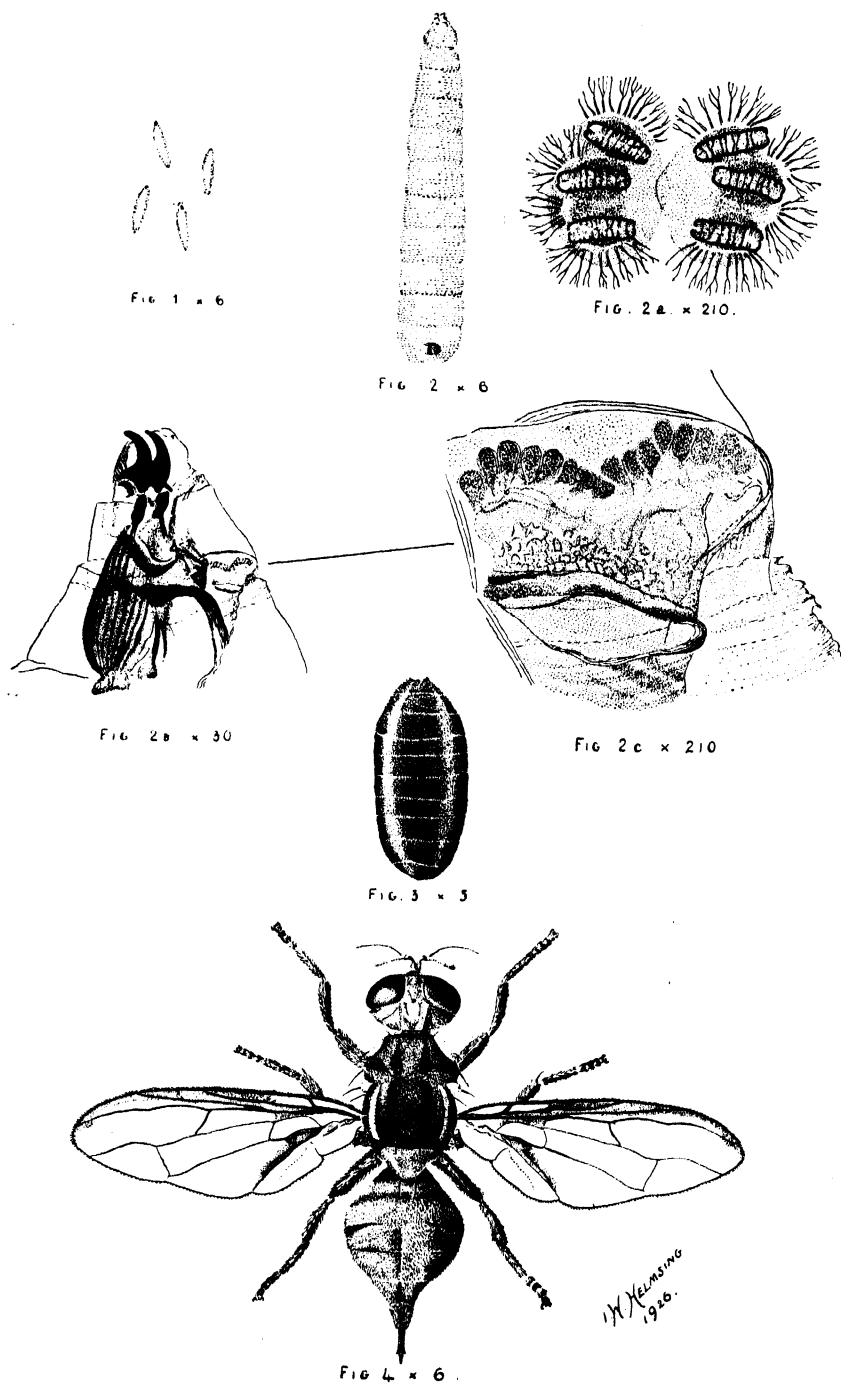 FIG 1 × 6
FIG. 2a. × 210.
FIG 2 × 6
FIG 2B × 30
FIG 2c × 210
FIG. 3 × 5
I.W. HELMSING
1926.
FIG 4 × 6.